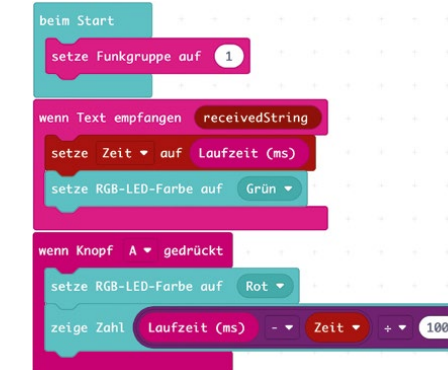 beim Start
setze Funkgruppe auf 1
wenn Text empfangen receivedString
setze Zeit auf Laufzeit (ms)
setze RGB-LED-Farbe auf Grün
wenn Knopf A gedrückt
setze RGB-LED-Farbe auf Rot
zeige Zahl Laufzeit (ms) - Zeit ÷ 100